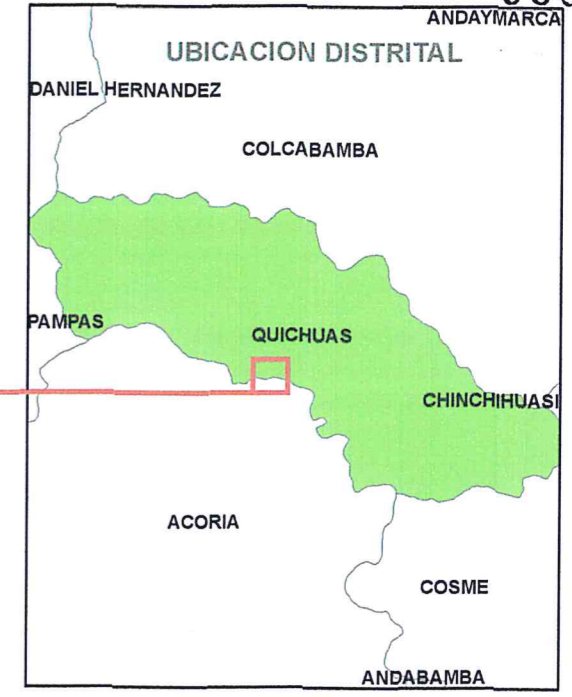 ANDAYMARCA
UBICACION DISTRITAL
DANIEL HERNANDEZ
COLCABAMBA
PAMPAS
QUICHUAS
CHINCHIHUASI
ACORIA
COSME
ANDABAMBA